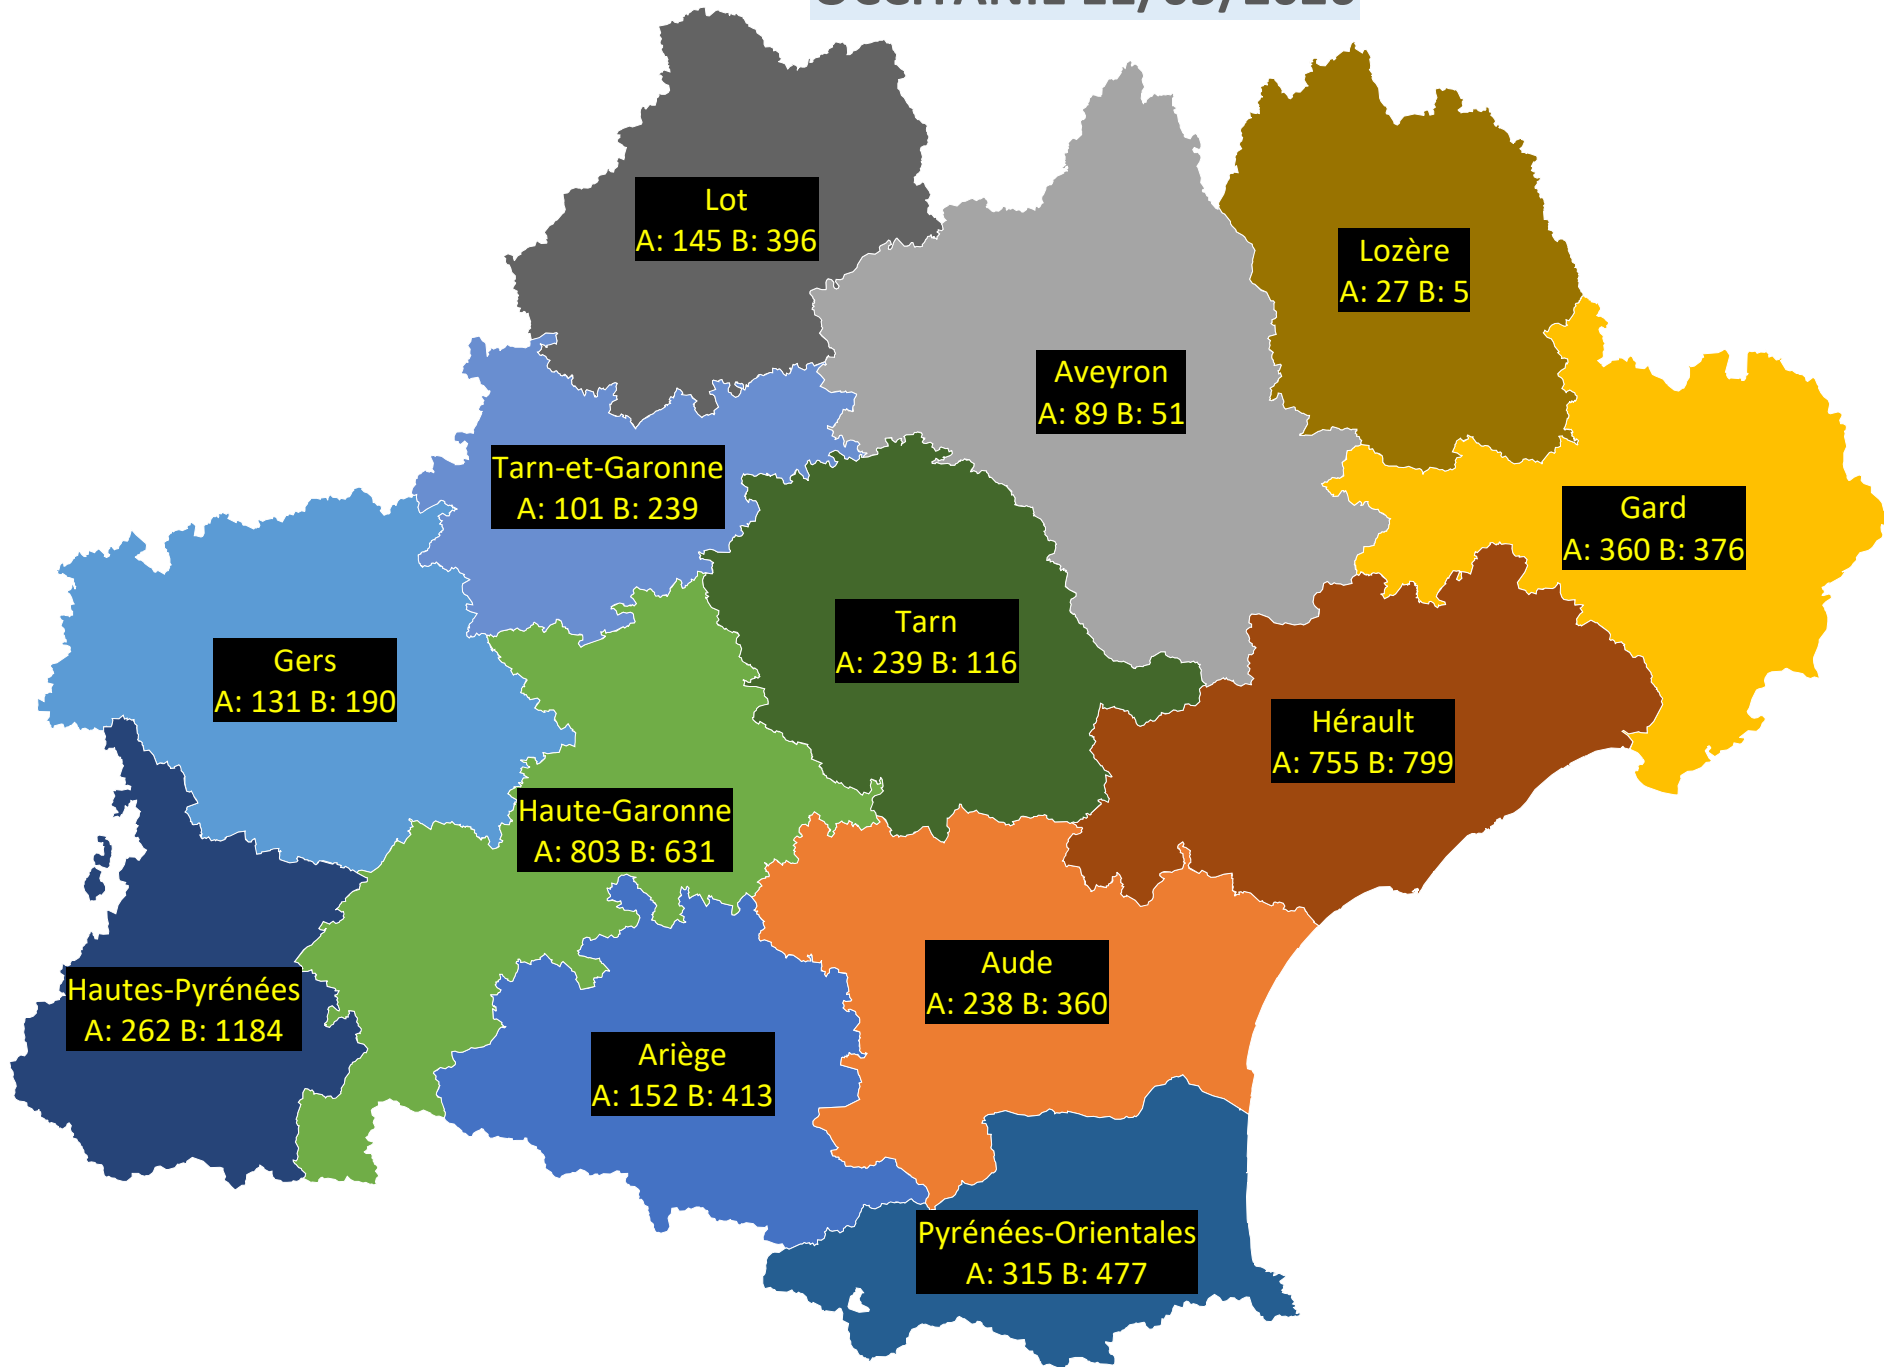 OCCITANIE
Lot
A: 145 B: 396
Lozère
A: 27 B: 5
Aveyron
A: 89 B: 51
Tarn-et-Garonne
A: 101 B: 239
Gard
A: 360 B: 376
Tarn
A: 239 B: 116
Gers
A: 131 B: 190
Hérault
A: 755 B: 799
Haute-Garonne
A: 803 B: 631
Aude
A: 238 B: 360
Hautes-Pyrénées
A: 262 B: 1184
Ariège
A: 152 B: 413
Pyrénées-Orientales
A: 315 B: 477